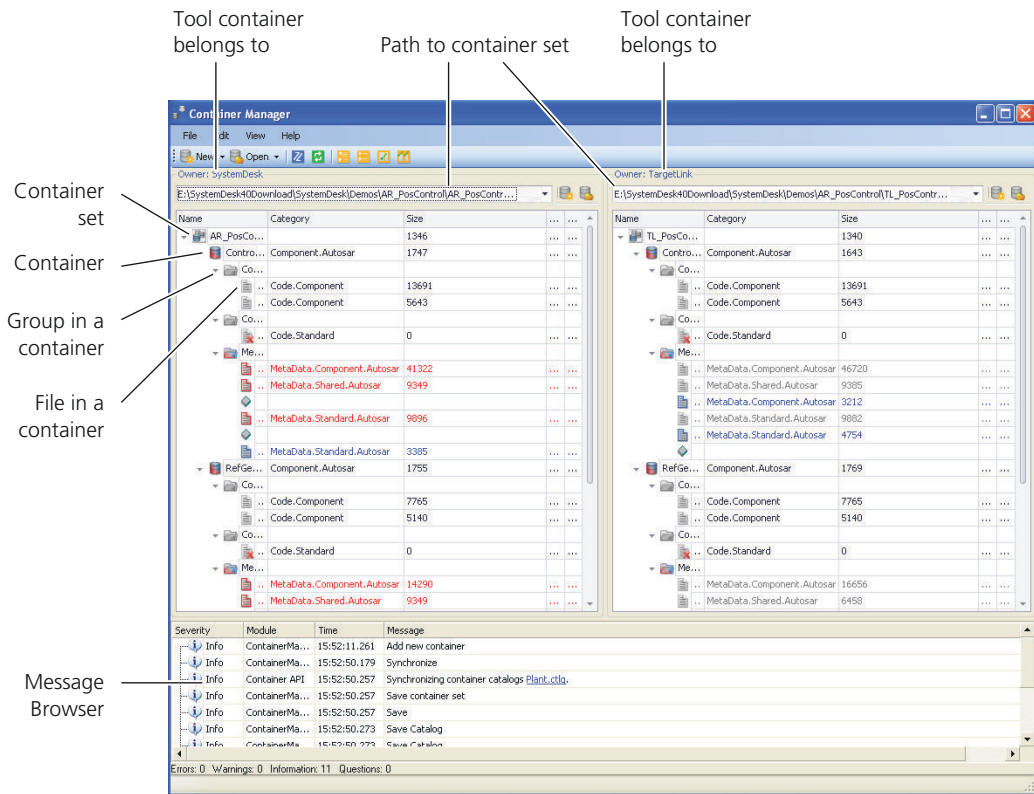 Tool container
belongs to
Path to container set
Tool container
belongs to
Container Manager
File Edit View Help
New Open
Owner: SystemDesk
Owner: TargetLink
E:\SystemDesk40Download\SystemDesk\Demos\AR_PosControl\AR_PosContr...
E:\SystemDesk40Download\SystemDesk\Demos\AR_PosControl\TL_PosContr...
Container
set
Container
Group in a
container
File in a
container
Message
Browser
Name Category Size ... ...
AR_PosCo... 1346 ... ...
Contro... Component.Autosar 1747 ... ...
Co...
.. Code.Component 13691 ... ...
.. Code.Component 5643 ... ...
Co...
.. Code.Standard 0 ... ...
Me...
.. MetaData.Component.Autosar 41322 ... ...
.. MetaData.Shared.Autosar 9349 ... ...
.. MetaData.Standard.Autosar 9896 ... ...
.. MetaData.Standard.Autosar 3385 ... ...
RefGe... Component.Autosar 1755 ... ...
Co...
.. Code.Component 7765 ... ...
.. Code.Component 5140 ... ...
Co...
.. Code.Standard 0 ... ...
Me...
.. MetaData.Component.Autosar 14290 ... ...
.. MetaData.Shared.Autosar 9349 ... ...
Name Category Size ... ...
TL_PosCo... 1340 ... ...
Contro... Component.Autosar 1643 ... ...
Co...
.. Code.Component 13691 ... ...
.. Code.Component 5643 ... ...
Co...
.. Code.Standard 0 ... ...
Me...
.. MetaData.Component.Autosar 46720 ... ...
.. MetaData.Shared.Autosar 9385 ... ...
.. MetaData.Component.Autosar 3212 ... ...
.. MetaData.Standard.Autosar 9882 ... ...
.. MetaData.Standard.Autosar 4754 ... ...
RefGe... Component.Autosar 1769 ... ...
Co...
.. Code.Component 7765 ... ...
.. Code.Component 5140 ... ...
Co...
.. Code.Standard 0 ... ...
Me...
.. MetaData.Component.Autosar 16656 ... ...
.. MetaData.Shared.Autosar 6458 ... ...
Severity Module Time Message
Info ContainerMa... 15:52:11.261 Add new container
Info ContainerMa... 15:52:50.179 Synchronize
Info Container API 15:52:50.257 Synchronizing container catalogs Plant.ctlg.
Info ContainerMa... 15:52:50.257 Save container set
Info ContainerMa... 15:52:50.257 Save
Info ContainerMa... 15:52:50.273 Save Catalog
Info ContainerMa... 15:52:50.273 Save Catalog
Errors: 0 Warnings: 0 Information: 11 Questions: 0